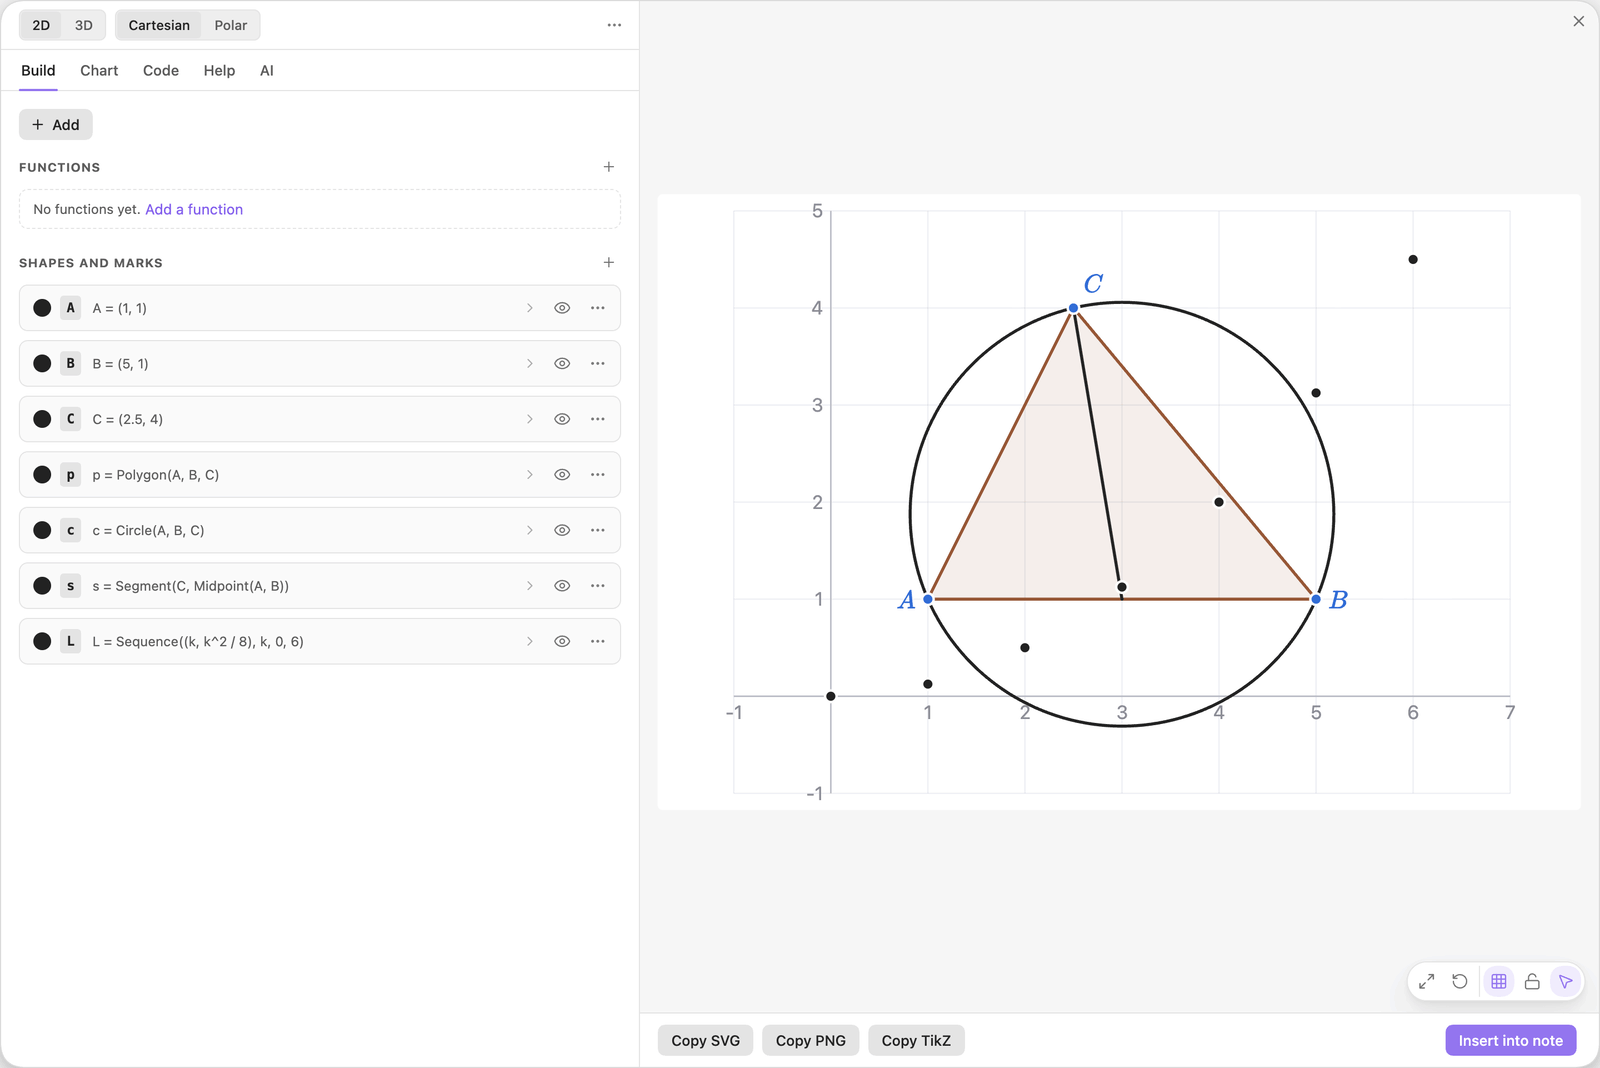 2D 3D Cartesian Polar
Build Chart Code Help AI
+ Add
FUNCTIONS
No functions yet. Add a function
SHAPES AND MARKS
A A = (1, 1)
B B = (5, 1)
C C = (2.5, 4)
p p = Polygon(A, B, C)
c c = Circle(A, B, C)
s s = Segment(C, Midpoint(A, B))
L L = Sequence((k, k^2 / 8), k, 0, 6)
5
C
4
3
2
1 A B
-1 1 2 3 4 5 6 7
-1
Copy SVG Copy PNG Copy TikZ Insert into note